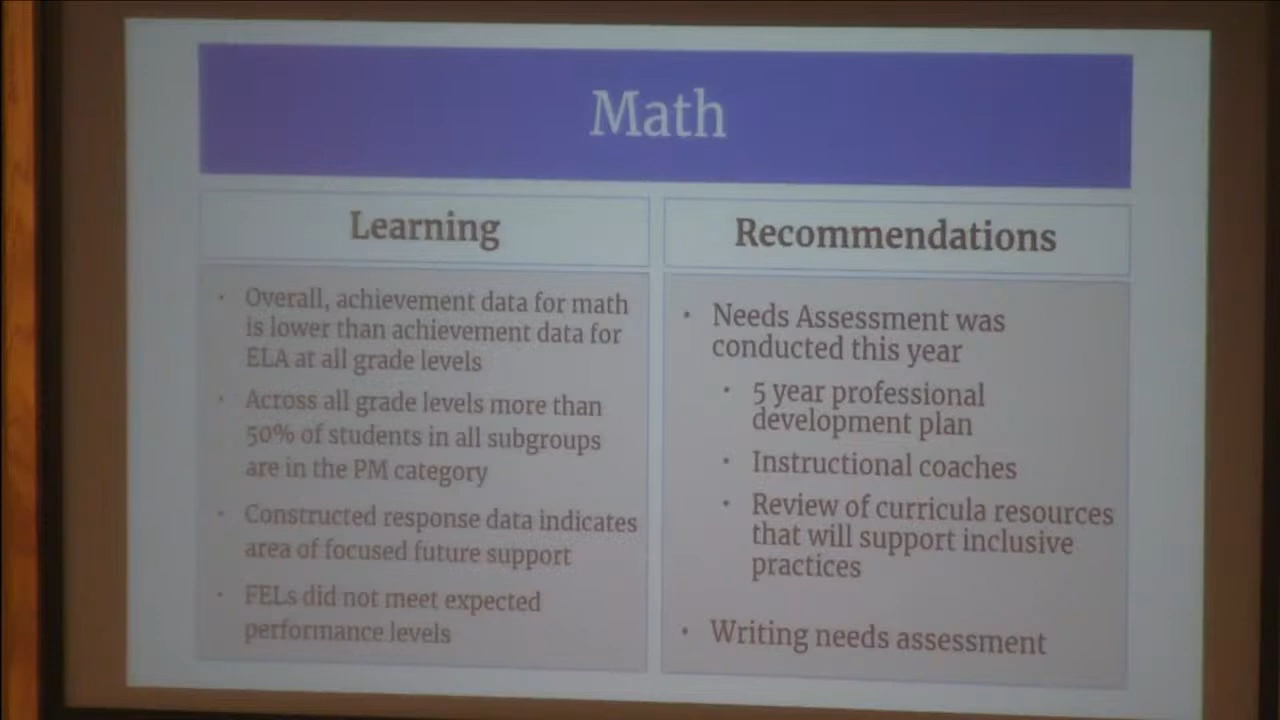 Math
Learning
Overall, achievement data for math
is lower than achievement data for
ELA at all grade levels
Across all grade levels more than
50% of students in all subgroups
are in the PM category
Constructed response data indicates
area of focused future support
FELs did not meet expected
performance levels
Recommendations
Needs Assessment was
conducted this year
5 year professional
development plan
Instructional coaches
Review of curricula resources
that will support inclusive
practices
Writing needs assessment